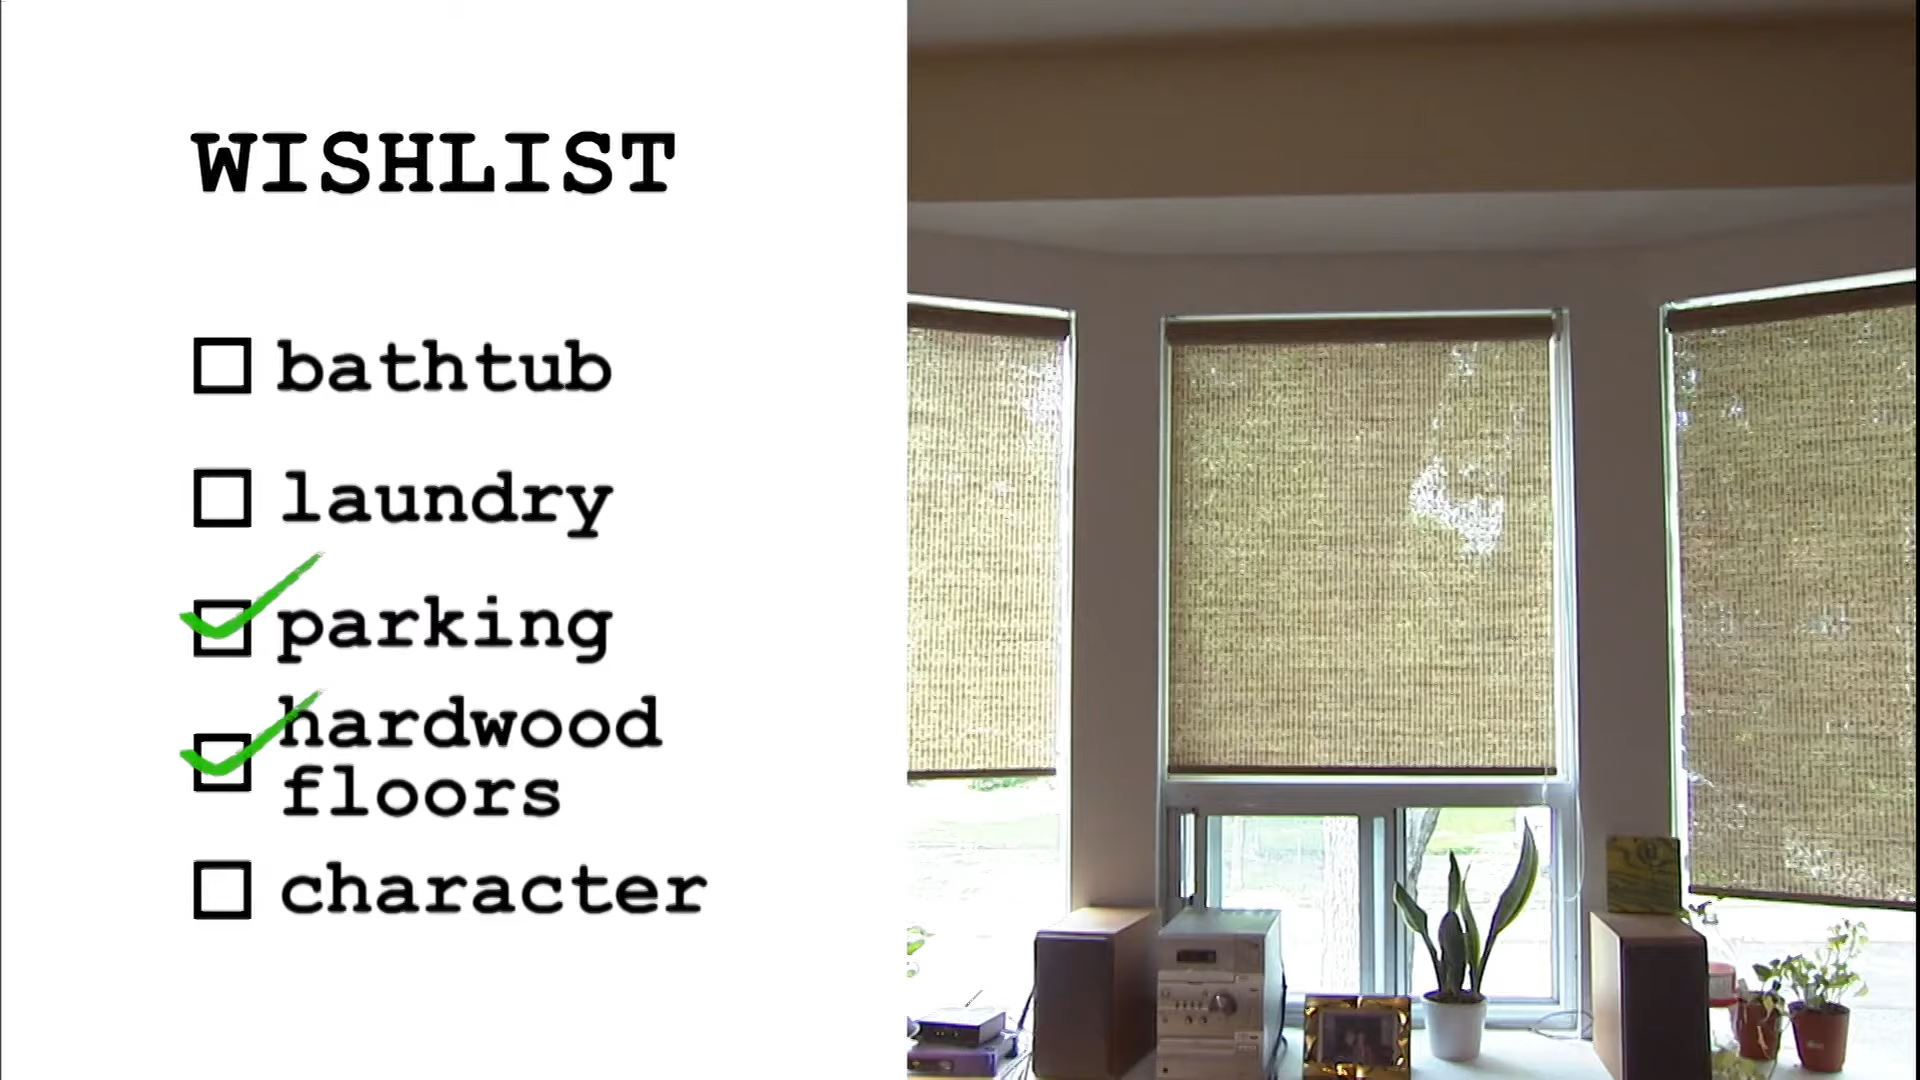 WISHLIST
bathtub
laundry
parking
hardwood
floors
character